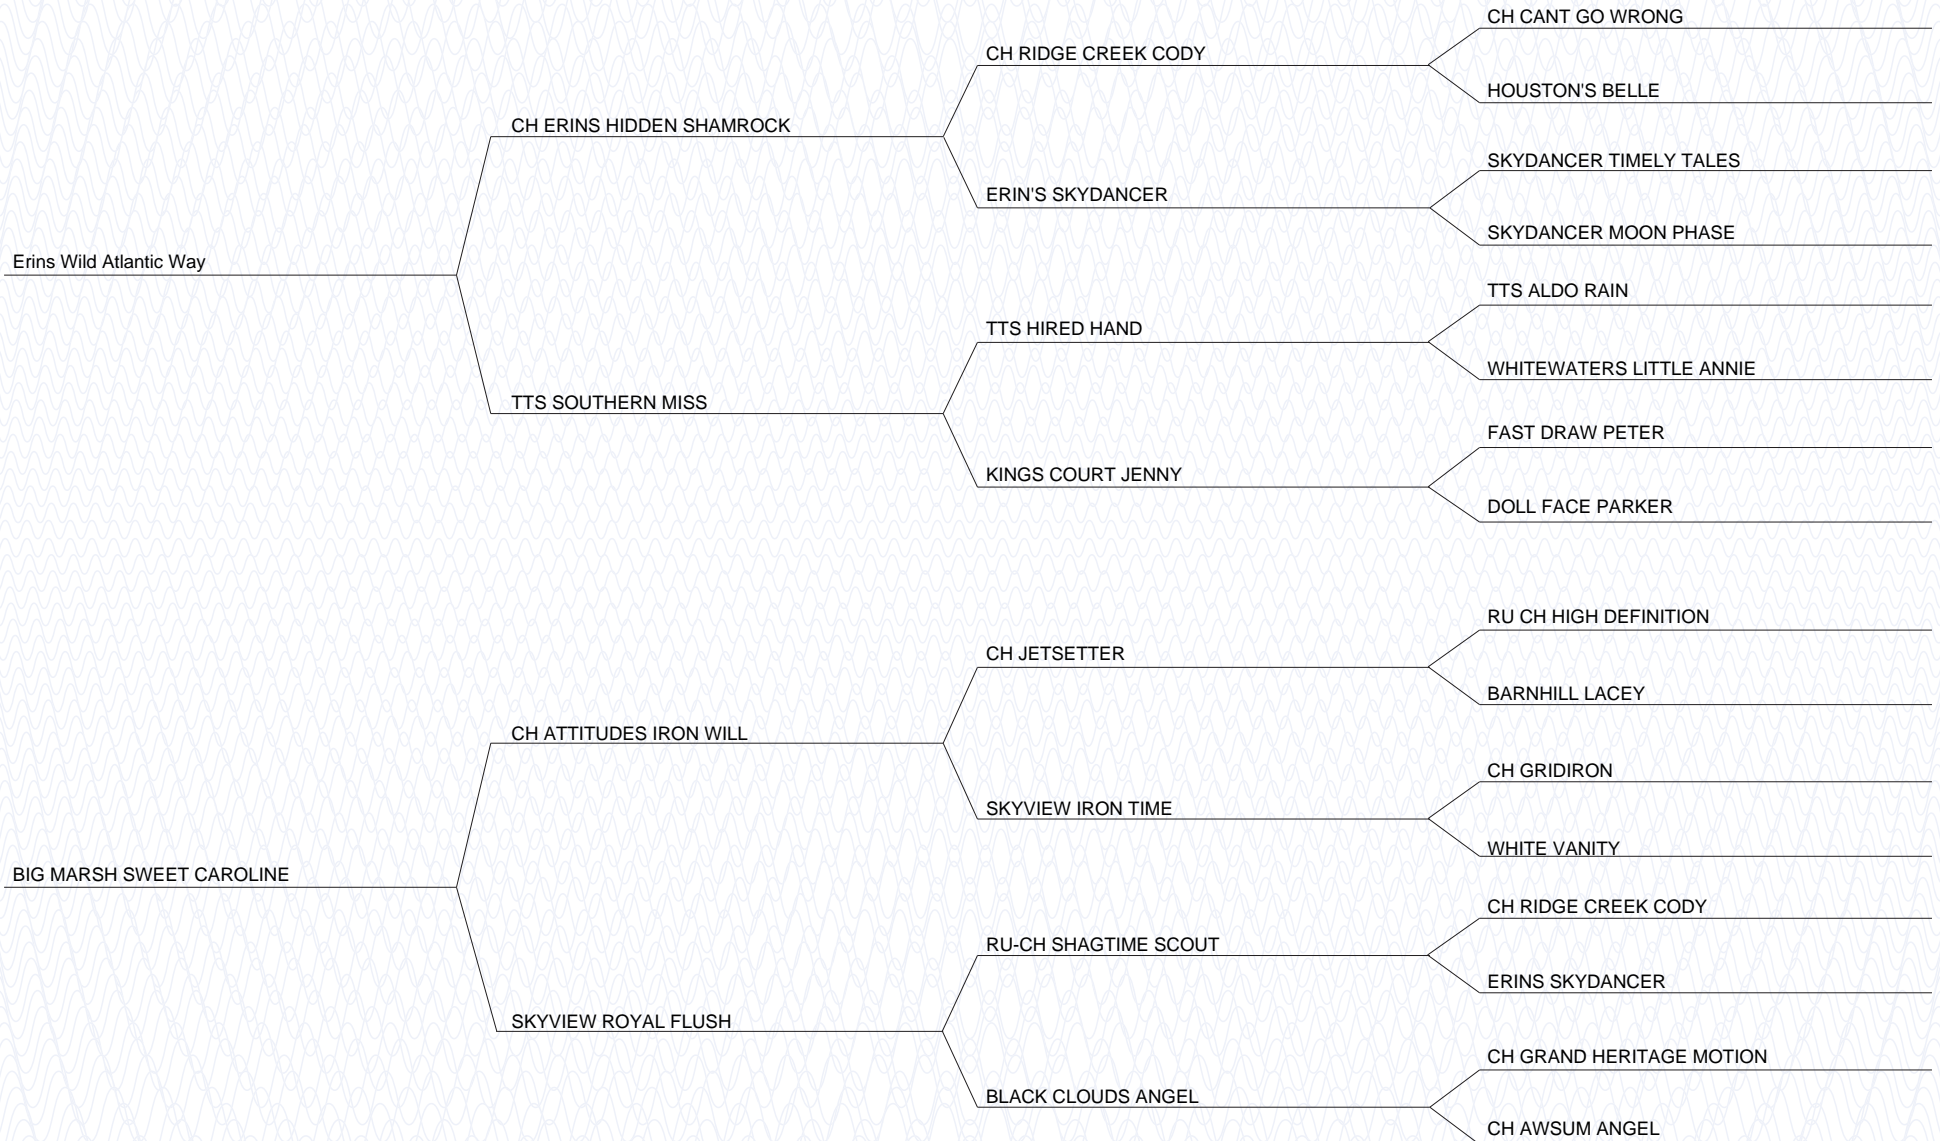 CH CANT GO WRONG
CH RIDGE CREEK CODY
HOUSTON'S BELLE
CH ERINS HIDDEN SHAMROCK
SKYDANCER TIMELY TALES
ERIN'S SKYDANCER
SKYDANCER MOON PHASE
Erins Wild Atlantic Way
TTS ALDO RAIN
TTS HIRED HAND
WHITEWATERS LITTLE ANNIE
TTS SOUTHERN MISS
FAST DRAW PETER
KINGS COURT JENNY
DOLL FACE PARKER
RU CH HIGH DEFINITION
CH JETSETTER
BARNHILL LACEY
CH ATTITUDES IRON WILL
CH GRIDIRON
SKYVIEW IRON TIME
WHITE VANITY
BIG MARSH SWEET CAROLINE
CH RIDGE CREEK CODY
RU-CH SHAGTIME SCOUT
ERINS SKYDANCER
SKYVIEW ROYAL FLUSH
CH GRAND HERITAGE MOTION
BLACK CLOUDS ANGEL
CH AWSUM ANGEL